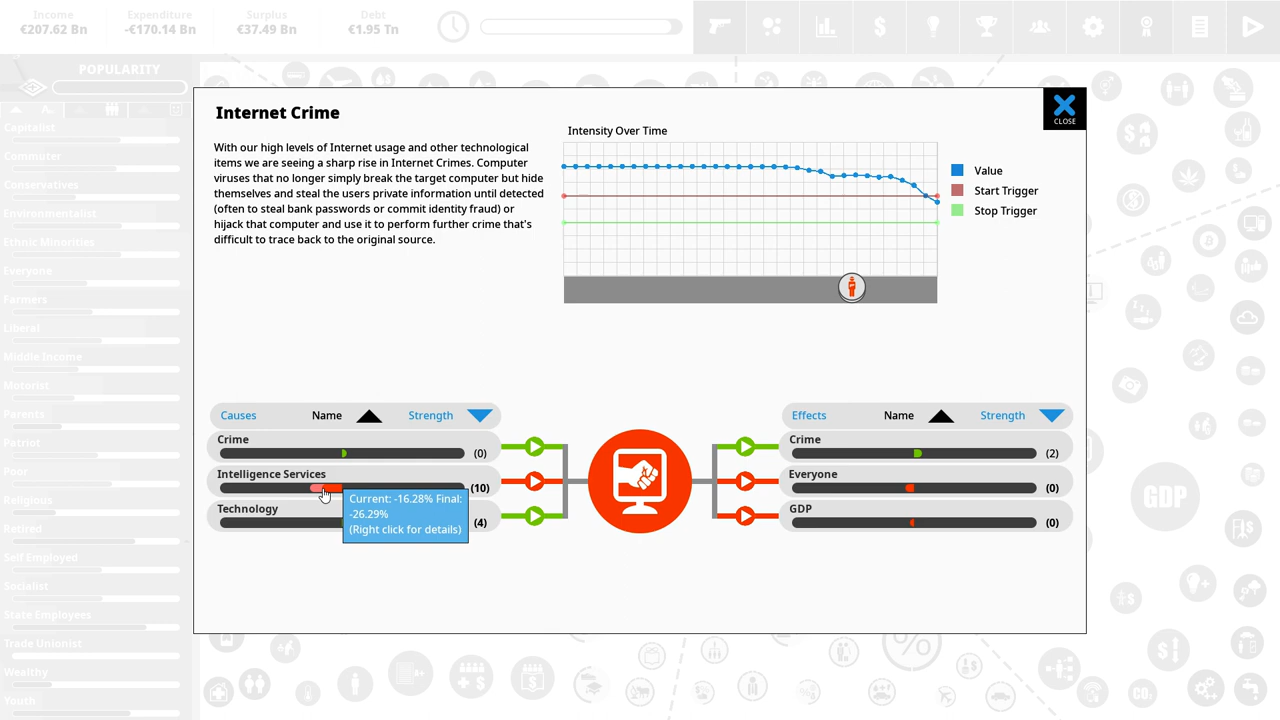 Income
Expenditure
Surplus
Debt
€207.62 Bn
-€170.14 Bn
€37.49 Bn
€1.95 Tn
POPULARITY
Capitalist
Commuter
Conservatives
Environmentalist
Ethnic Minorities
Everyone
Farmers
Liberal
Middle Income
Motorist
Parents
Patriot
Poor
Religious
Retired
Self Employed
Socialist
State Employees
Trade Unionist
Wealthy
Youth
Internet Crime
CLOSE
With our high levels of Internet usage and other technological
items we are seeing a sharp rise in Internet Crimes. Computer
viruses that no longer simply break the target computer but hide
themselves and steal the users private information until detected
(often to steal bank passwords or commit identity fraud) or
hijack that computer and use it to perform further crime that's
difficult to trace back to the original source.
Intensity Over Time
Value
Start Trigger
Stop Trigger
Causes
Name
Strength
Crime
(0)
Intelligence Services
(10)
Technology
(4)
Current: -16.28% Final:
-26.29%
(Right click for details)
Effects
Name
Strength
Crime
(2)
Everyone
(0)
GDP
(0)
GDP
CO₂